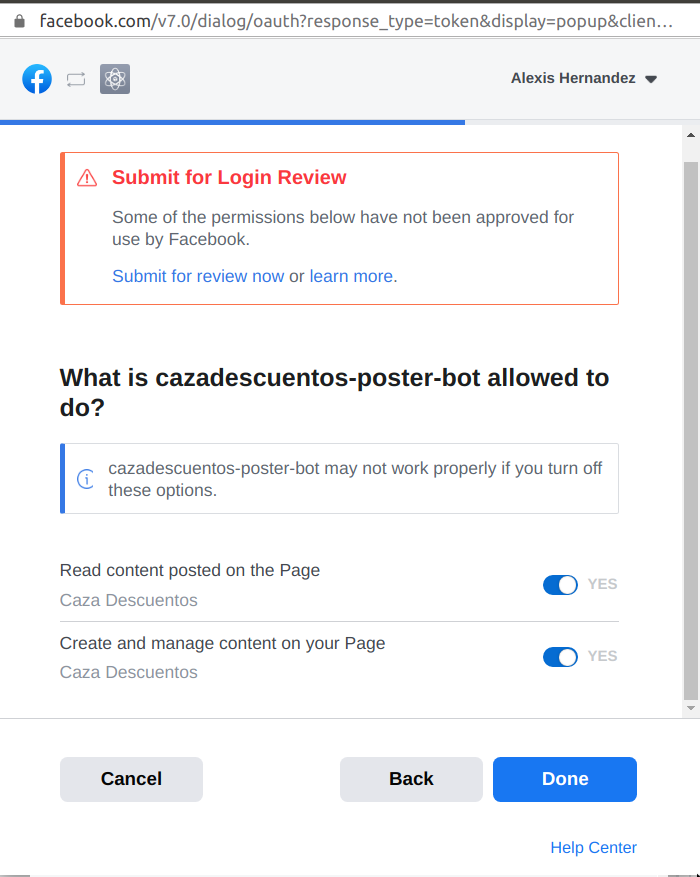 facebook.com/v7.0/dialog/oauth?response_type=token&display=popup&clien...
Alexis Hernandez
Submit for Login Review
Some of the permissions below have not been approved for
use by Facebook.
Submit for review now or learn more.
What is cazadescuentos-poster-bot allowed to
do?
cazadescuentos-poster-bot may not work properly if you turn off
these options.
Read content posted on the Page
YES
Caza Descuentos
Create and manage content on your Page
YES
Caza Descuentos
Cancel
Back
Done
Help Center